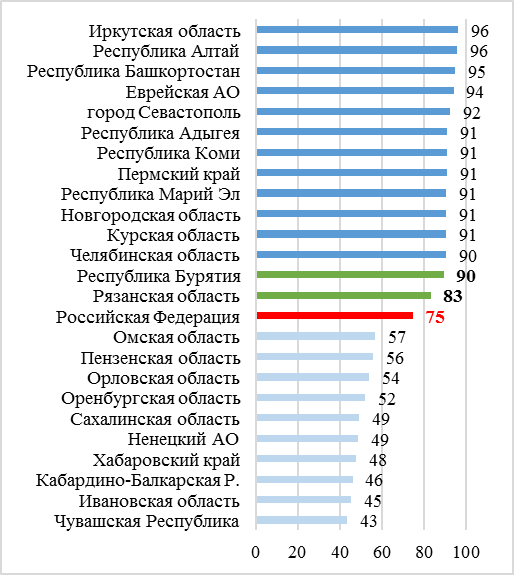 Иркутская область 96
Республика Алтай 96
Республика Башкортостан 95
Еврейская АО 94
город Севастополь 92
Республика Адыгея 91
Республика Коми 91
Пермский край 91
Республика Марий Эл 91
Новгородская область 91
Курская область 91
Челябинская область 90
Республика Бурятия 90
Рязанская область 83
Российская Федерация 75
Омская область 57
Пензенская область 56
Орловская область 54
Оренбургская область 52
Сахалинская область 49
Ненецкий АО 49
Хабаровский край 48
Кабардино-Балкарская Р. 46
Ивановская область 45
Чувашская Республика 43
0 20 40 60 80 100